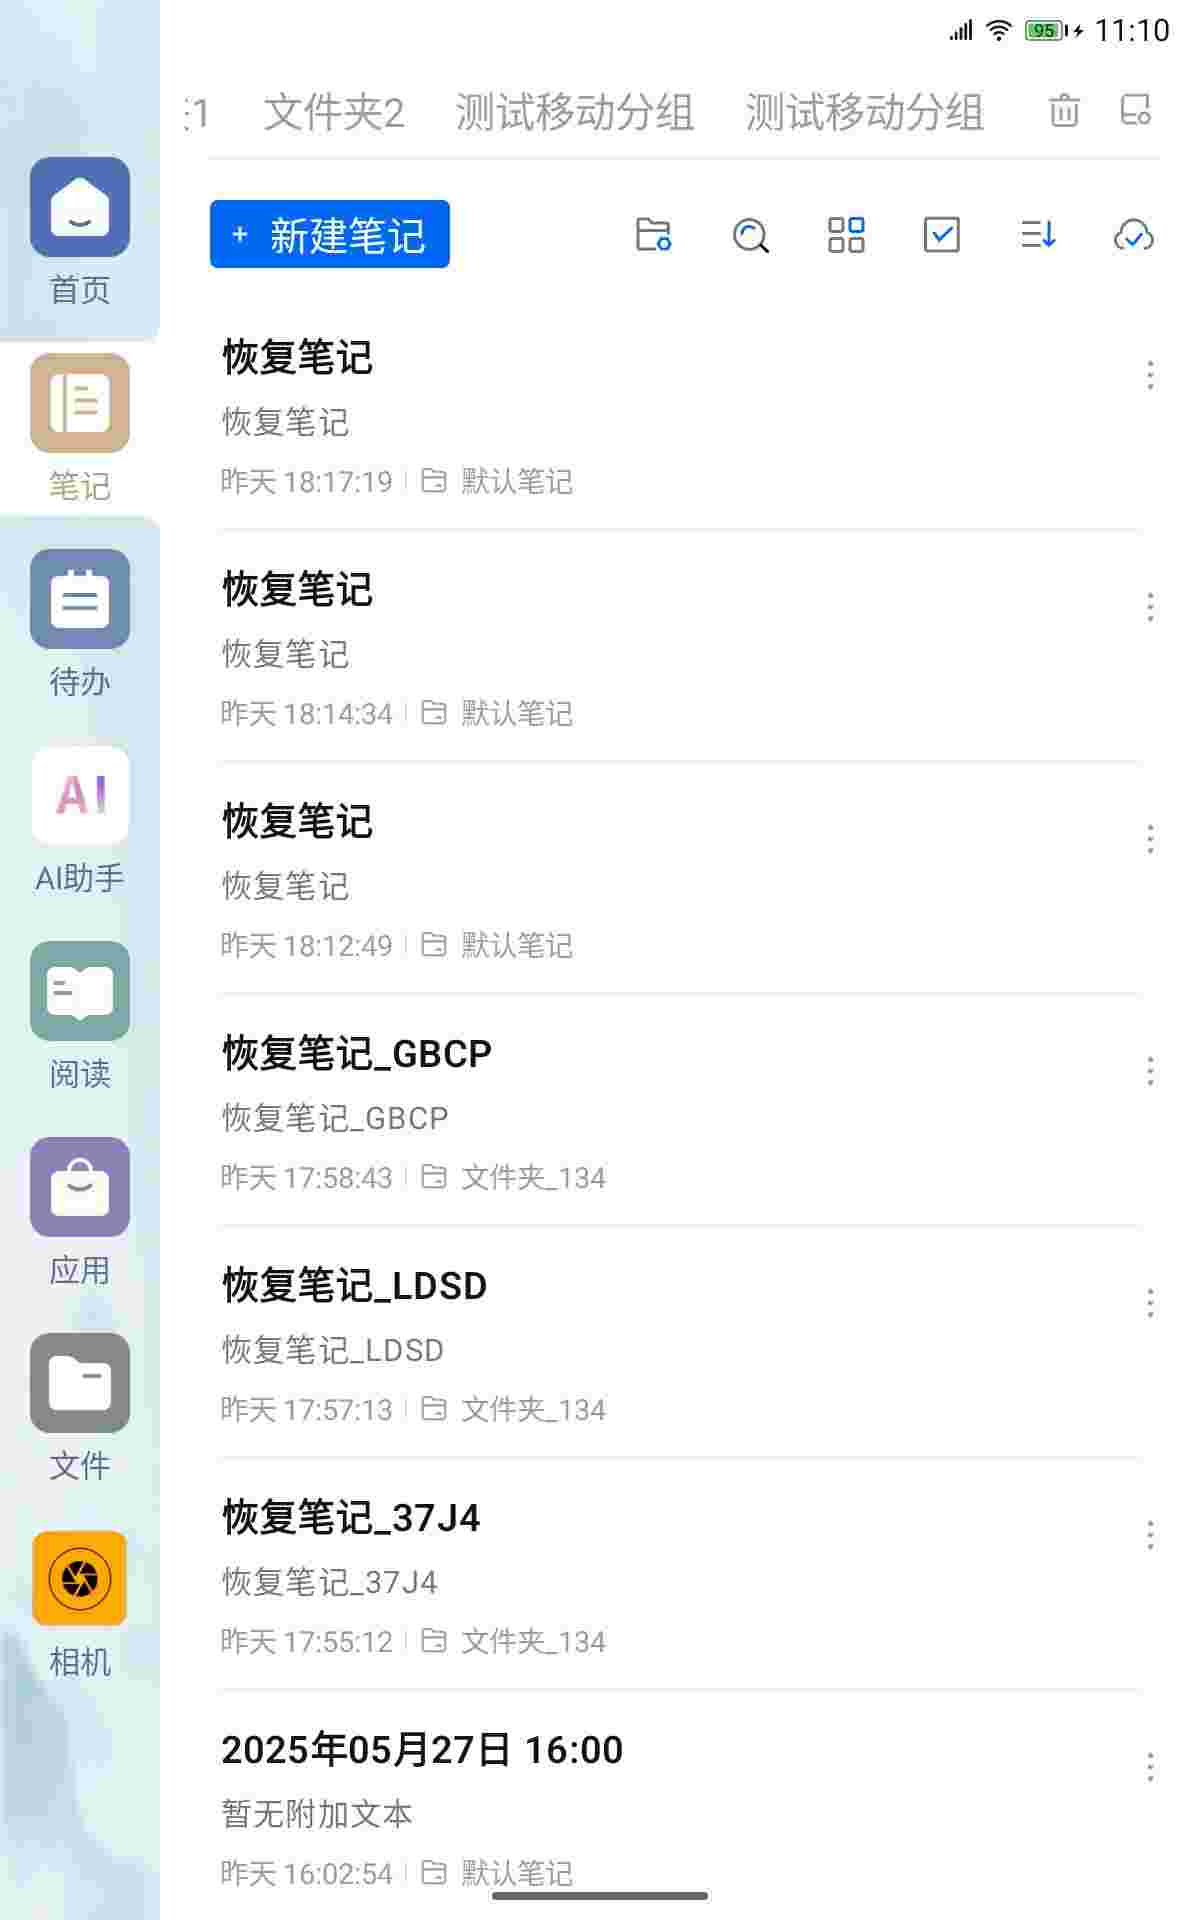 95 11:10
1 文件夹2 测试移动分组 测试移动分组
+ 新建笔记
首页
笔记
待办
AI
AI助手
阅读
应用
文件
相机
恢复笔记
恢复笔记
昨天 18:17:19 默认笔记
恢复笔记
恢复笔记
昨天 18:14:34 默认笔记
恢复笔记
恢复笔记
昨天 18:12:49 默认笔记
恢复笔记_GBCP
恢复笔记_GBCP
昨天 17:58:43 文件夹_134
恢复笔记_LDSD
恢复笔记_LDSD
昨天 17:57:13 文件夹_134
恢复笔记_37J4
恢复笔记_37J4
昨天 17:55:12 文件夹_134
2025年05月27日 16:00
暂无附加文本
昨天 16:02:54 默认笔记